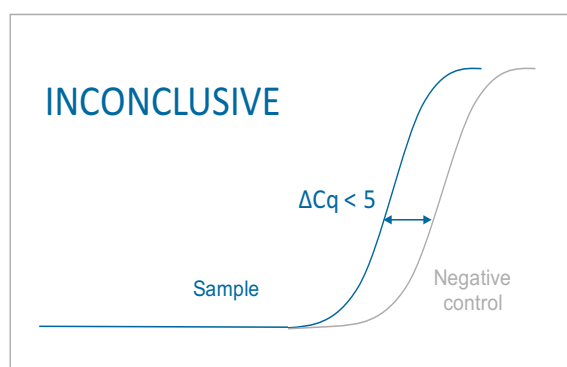 INCONCLUSIVE
ΔCq < 5
Sample
Negative
control